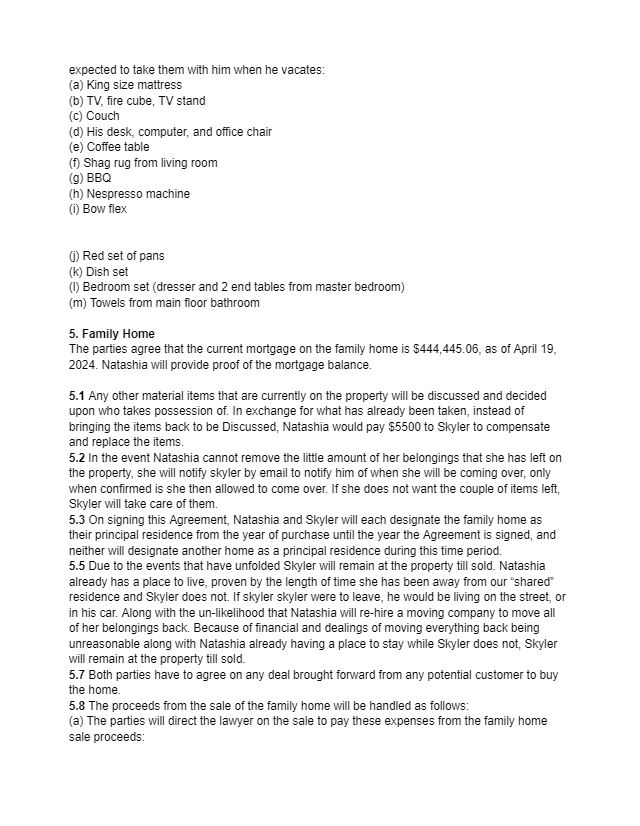 expected to take them with him when he vacates:
(a) King size mattress
(b) TV, fire cube, TV stand
(c) Couch
(d) His desk, computer, and office chair
(e) Coffee table
(f) Shag rug from living room
(g) BBQ
(h) Nespresso machine
(i) Bow flex
(j) Red set of pans
(k) Dish set
(l) Bedroom set (dresser and 2 end tables from master bedroom)
(m) Towels from main floor bathroom
5. Family Home
The parties agree that the current mortgage on the family home is $444,445.06, as of April 19,
2024. Natashia will provide proof of the mortgage balance.
5.1 Any other material items that are currently on the property will be discussed and decided
upon who takes possession of. In exchange for what has already been taken, instead of
bringing the items back to be Discussed, Natashia would pay $5500 to Skyler to compensate
and replace the items.
5.2 In the event Natashia cannot remove the little amount of her belongings that she has left on
the property, she will notify skyler by email to notify him of when she will be coming over, only
when confirmed is she then allowed to come over. If she does not want the couple of items left,
Skyler will take care of them.
5.3 On signing this Agreement, Natashia and Skyler will each designate the family home as
their principal residence from the year of purchase until the year the Agreement is signed, and
neither will designate another home as a principal residence during this time period.
5.5 Due to the events that have unfolded Skyler will remain at the property till sold. Natashia
already has a place to live, proven by the length of time she has been away from our “shared”
residence and Skyler does not. If skyler skyler were to leave, he would be living on the street, or
in his car. Along with the un-likelihood that Natashia will re-hire a moving company to move all
of her belongings back. Because of financial and dealings of moving everything back being
unreasonable along with Natashia already having a place to stay while Skyler does not, Skyler
will remain at the property till sold.
5.7 Both parties have to agree on any deal brought forward from any potential customer to buy
the home.
5.8 The proceeds from the sale of the family home will be handled as follows:
(a) The parties will direct the lawyer on the sale to pay these expenses from the family home
sale proceeds: